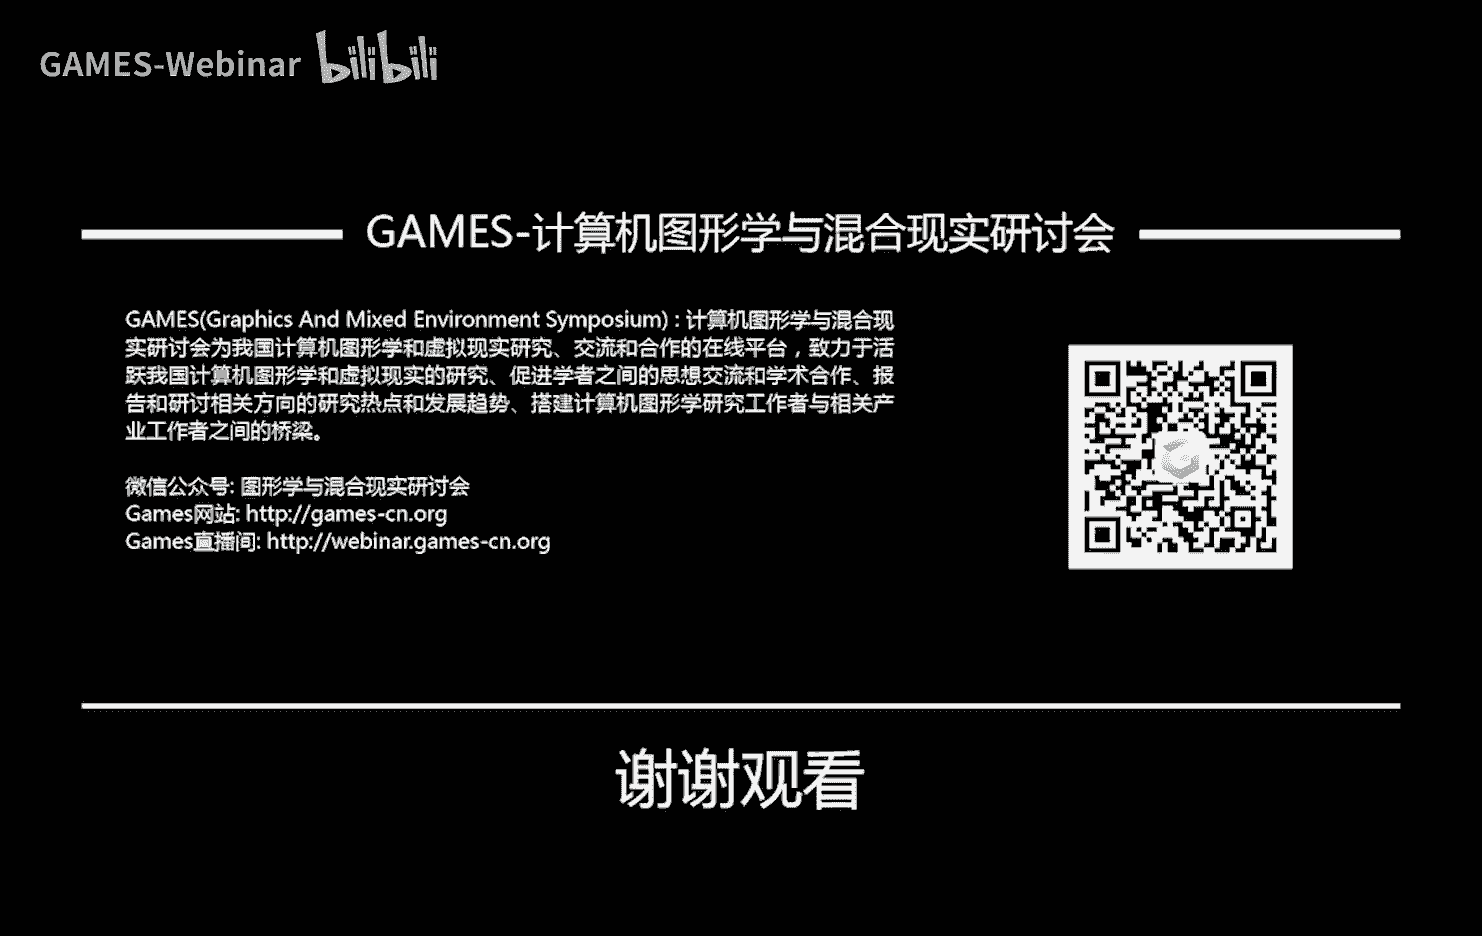 GAMES-Webinar bilibili
GAMES-计算机图形学与混合现实研讨会
GAMES(Graphics And Mixed Environment Symposium) : 计算机图形学与混合现
实研讨会为我国计算机图形学和虚拟现实研究、交流和合作的在线平台，致力于活
跃我国计算机图形学和虚拟现实的研究、促进学者之间的思想交流和学术合作、报
告和研讨相关方向的研究热点和发展趋势、搭建计算机图形学研究工作者与相关产
业工作者之间的桥梁。
微信公众号: 图形学与混合现实研讨会
Games网站: http://games-cn.org
Games直播间: http://webinar.games-cn.org
谢谢观看